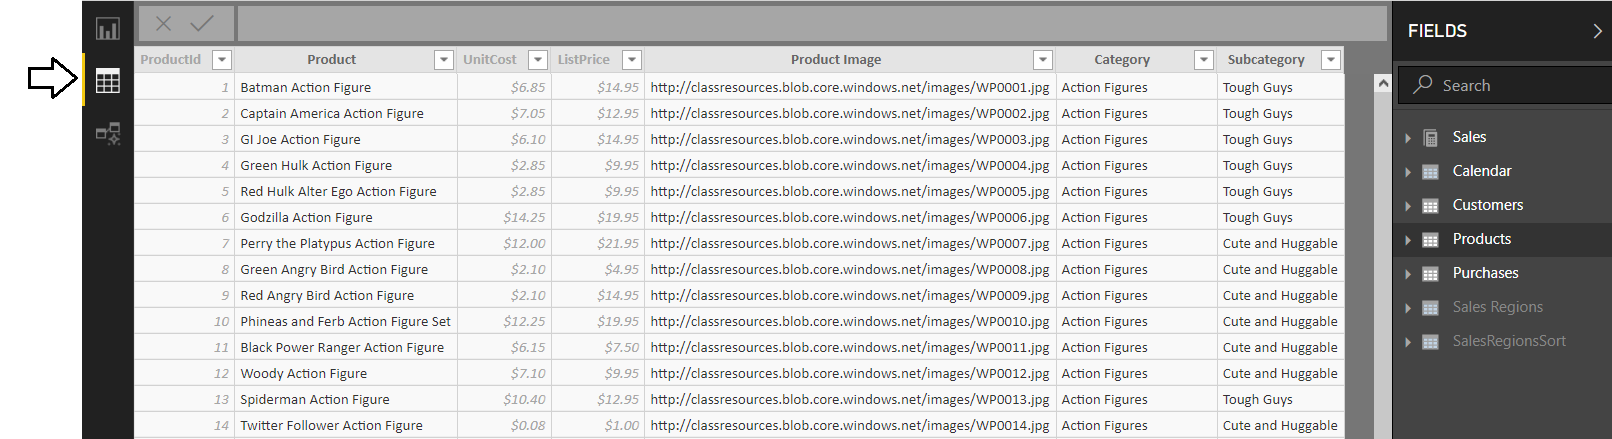 FIELDS
Search
Sales
Calendar
Customers
Products
Purchases
Sales Regions
SalesRegionsSort
ProductId Product UnitCost ListPrice Product Image Category Subcategory
1 Batman Action Figure $6.85 $14.95 http://classresources.blob.core.windows.net/images/WP0001.jpg Action Figures Tough Guys
2 Captain America Action Figure $7.05 $12.95 http://classresources.blob.core.windows.net/images/WP0002.jpg Action Figures Tough Guys
3 GI Joe Action Figure $6.10 $14.95 http://classresources.blob.core.windows.net/images/WP0003.jpg Action Figures Tough Guys
4 Green Hulk Action Figure $2.85 $9.95 http://classresources.blob.core.windows.net/images/WP0004.jpg Action Figures Tough Guys
5 Red Hulk Alter Ego Action Figure $2.85 $9.95 http://classresources.blob.core.windows.net/images/WP0005.jpg Action Figures Tough Guys
6 Godzilla Action Figure $14.25 $19.95 http://classresources.blob.core.windows.net/images/WP0006.jpg Action Figures Tough Guys
7 Perry the Platypus Action Figure $12.00 $21.95 http://classresources.blob.core.windows.net/images/WP0007.jpg Action Figures Cute and Huggable
8 Green Angry Bird Action Figure $2.10 $4.95 http://classresources.blob.core.windows.net/images/WP0008.jpg Action Figures Cute and Huggable
9 Red Angry Bird Action Figure $2.10 $14.95 http://classresources.blob.core.windows.net/images/WP0009.jpg Action Figures Cute and Huggable
10 Phineas and Ferb Action Figure Set $12.25 $19.95 http://classresources.blob.core.windows.net/images/WP0010.jpg Action Figures Cute and Huggable
11 Black Power Ranger Action Figure $6.15 $7.50 http://classresources.blob.core.windows.net/images/WP0011.jpg Action Figures Cute and Huggable
12 Woody Action Figure $7.10 $9.95 http://classresources.blob.core.windows.net/images/WP0012.jpg Action Figures Cute and Huggable
13 Spiderman Action Figure $10.40 $12.95 http://classresources.blob.core.windows.net/images/WP0013.jpg Action Figures Tough Guys
14 Twitter Follower Action Figure $0.08 $1.00 http://classresources.blob.core.windows.net/images/WP0014.jpg Action Figures Cute and Huggable